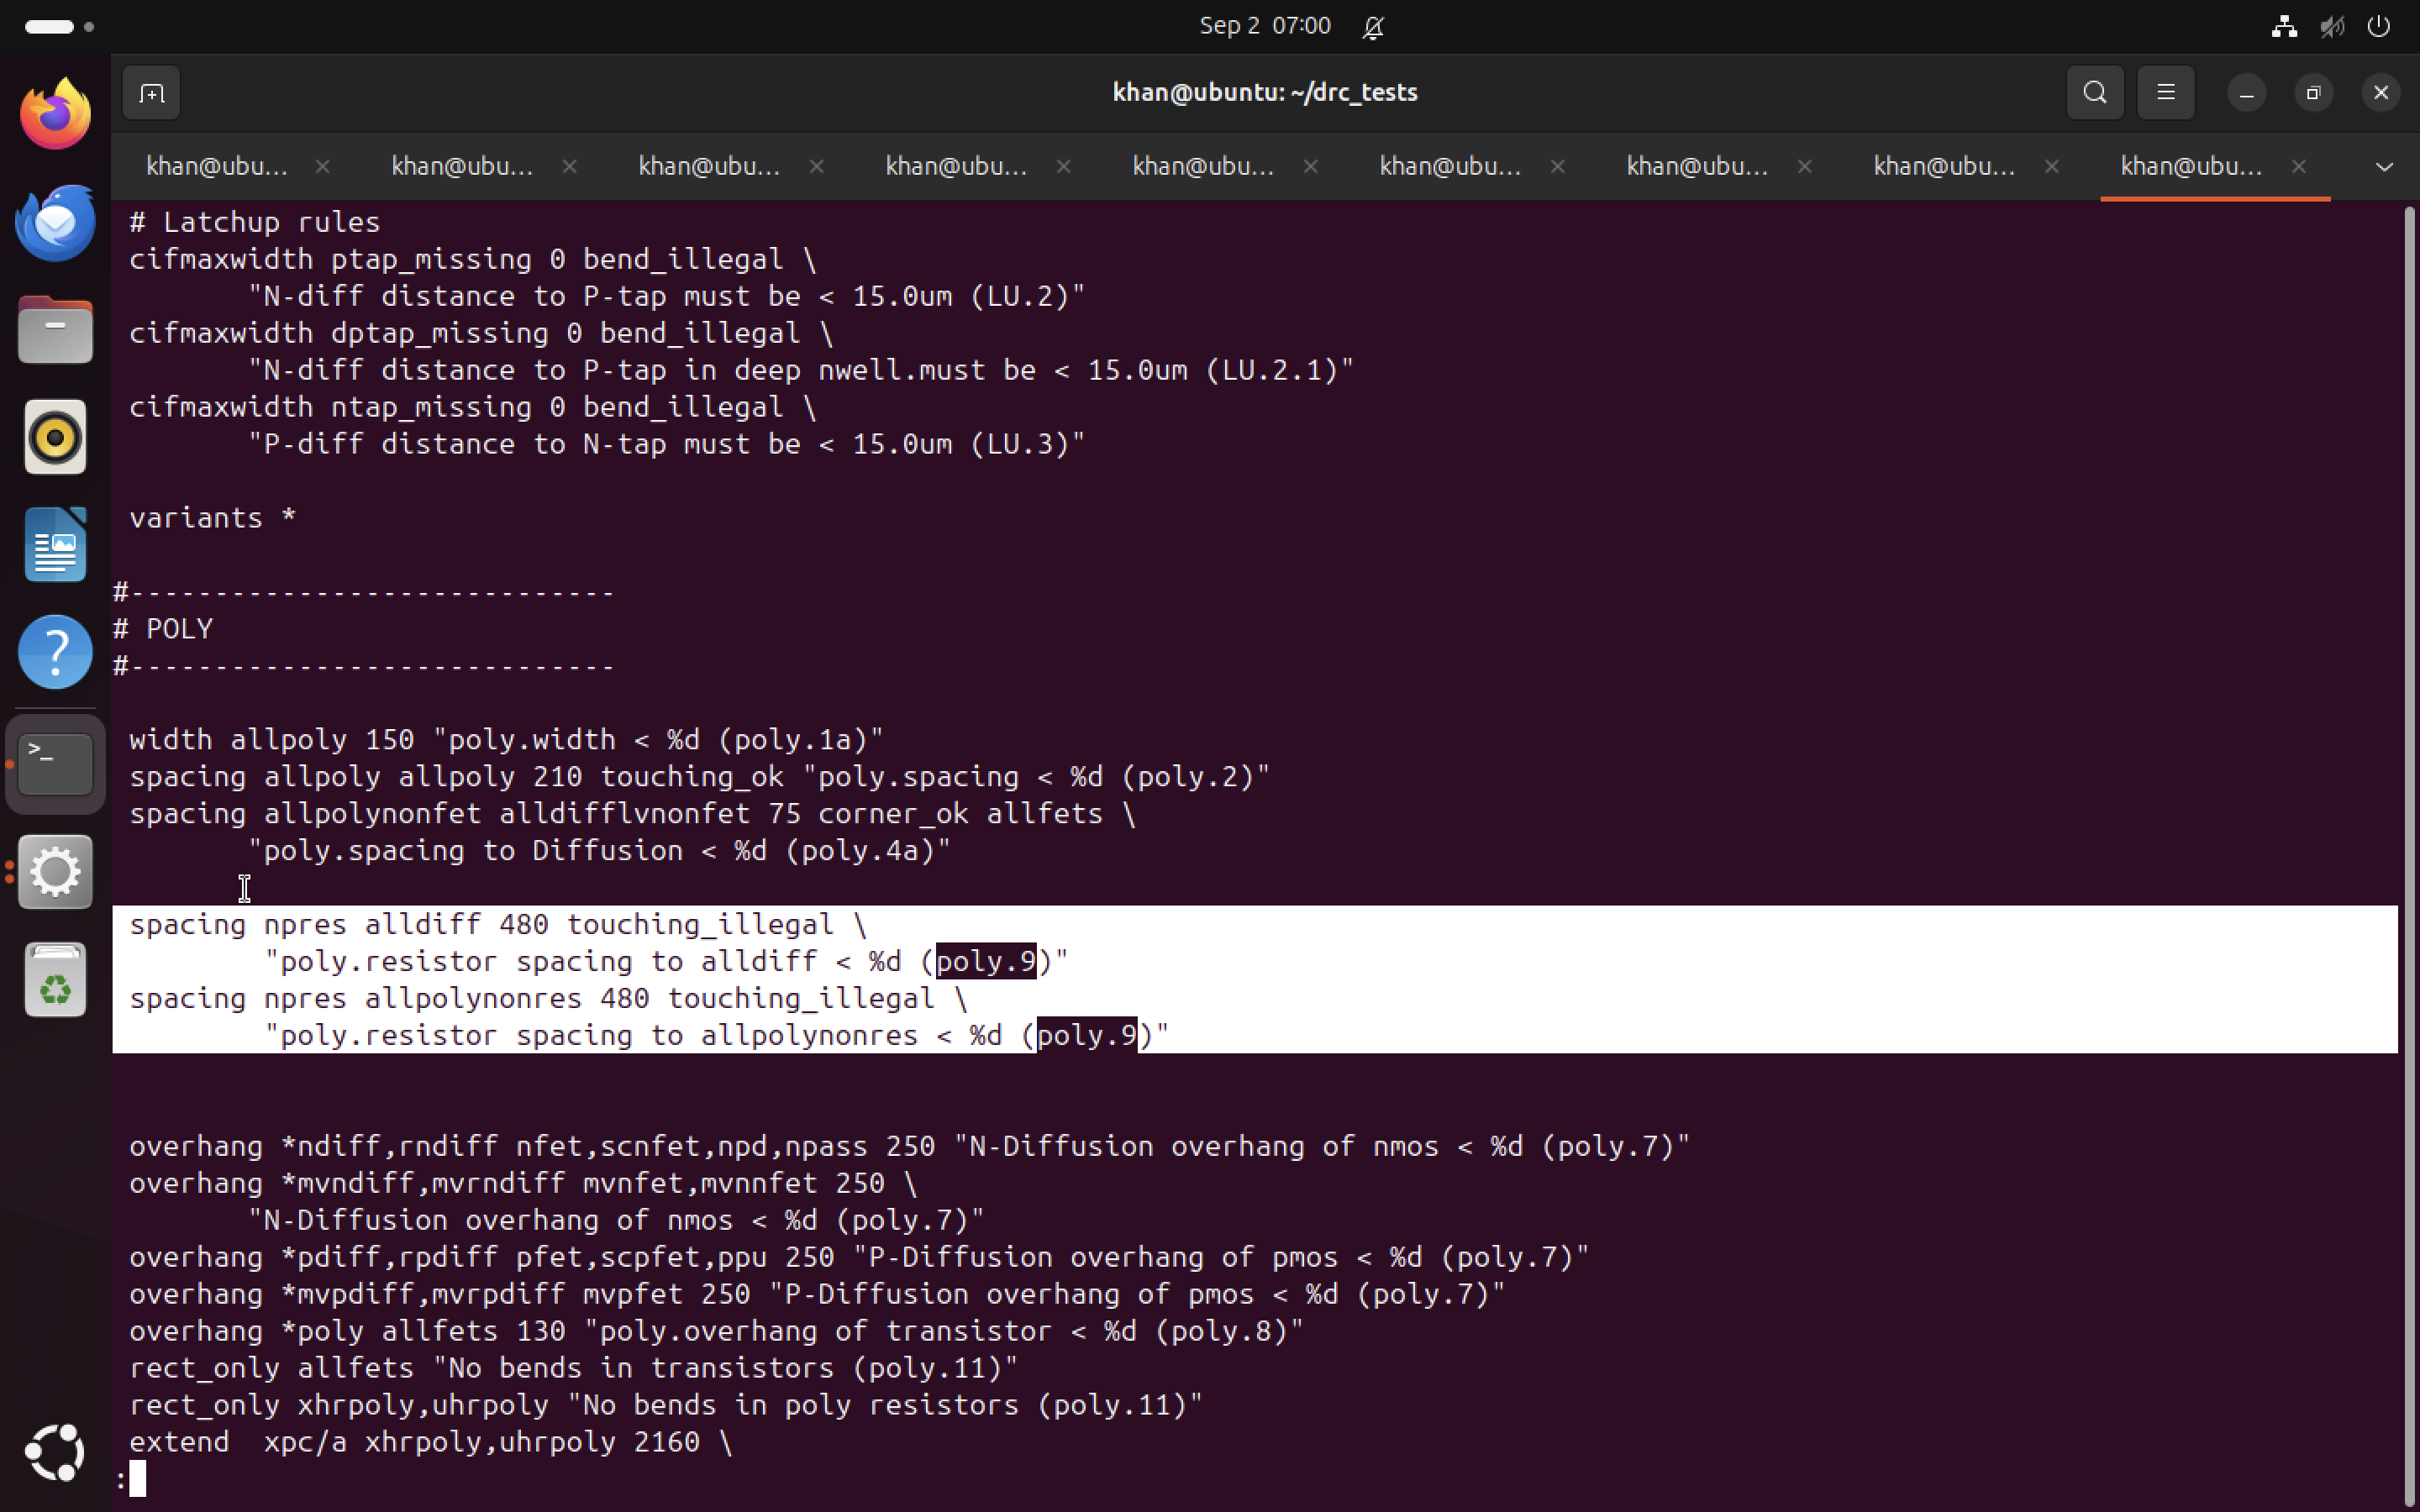 Sep 2 07:00
khan@ubuntu: ~/drc_tests
khan@ubu... khan@ubu... khan@ubu... khan@ubu... khan@ubu... khan@ubu... khan@ubu... khan@ubu... khan@ubu...
# Latchup rules
cifmaxwidth ptap_missing 0 bend_illegal \
"N-diff distance to P-tap must be < 15.0um (LU.2)"
cifmaxwidth dptap_missing 0 bend_illegal \
"N-diff distance to P-tap in deep nwell.must be < 15.0um (LU.2.1)"
cifmaxwidth ntap_missing 0 bend_illegal \
"P-diff distance to N-tap must be < 15.0um (LU.3)"
variants *
#-----------------------------
# POLY
#-----------------------------
width allpoly 150 "poly.width < %d (poly.1a)"
spacing allpoly allpoly 210 touching_ok "poly.spacing < %d (poly.2)"
spacing allpolynonfet alldifflvnonfet 75 corner_ok allfets \
"poly.spacing to Diffusion < %d (poly.4a)"
spacing npres alldiff 480 touching_illegal \
"poly.resistor spacing to alldiff < %d (poly.9)"
spacing npres allpolynonres 480 touching_illegal \
"poly.resistor spacing to allpolynonres < %d (poly.9)"
overhang *ndiff,rndiff nfet,scnfet,npd,npass 250 "N-Diffusion overhang of nmos < %d (poly.7)"
overhang *mvndiff,mvrndiff mvnfet,mvnnfet 250 \
"N-Diffusion overhang of nmos < %d (poly.7)"
overhang *pdiff,rpdiff pfet,scpfet,ppu 250 "P-Diffusion overhang of pmos < %d (poly.7)"
overhang *mvpdiff,mvrpdiff mvpfet 250 "P-Diffusion overhang of pmos < %d (poly.7)"
overhang *poly allfets 130 "poly.overhang of transistor < %d (poly.8)"
rect_only allfets "No bends in transistors (poly.11)"
rect_only xhrpoly,uhrpoly "No bends in poly resistors (poly.11)"
extend  xpc/a xhrpoly,uhrpoly 2160 \
: